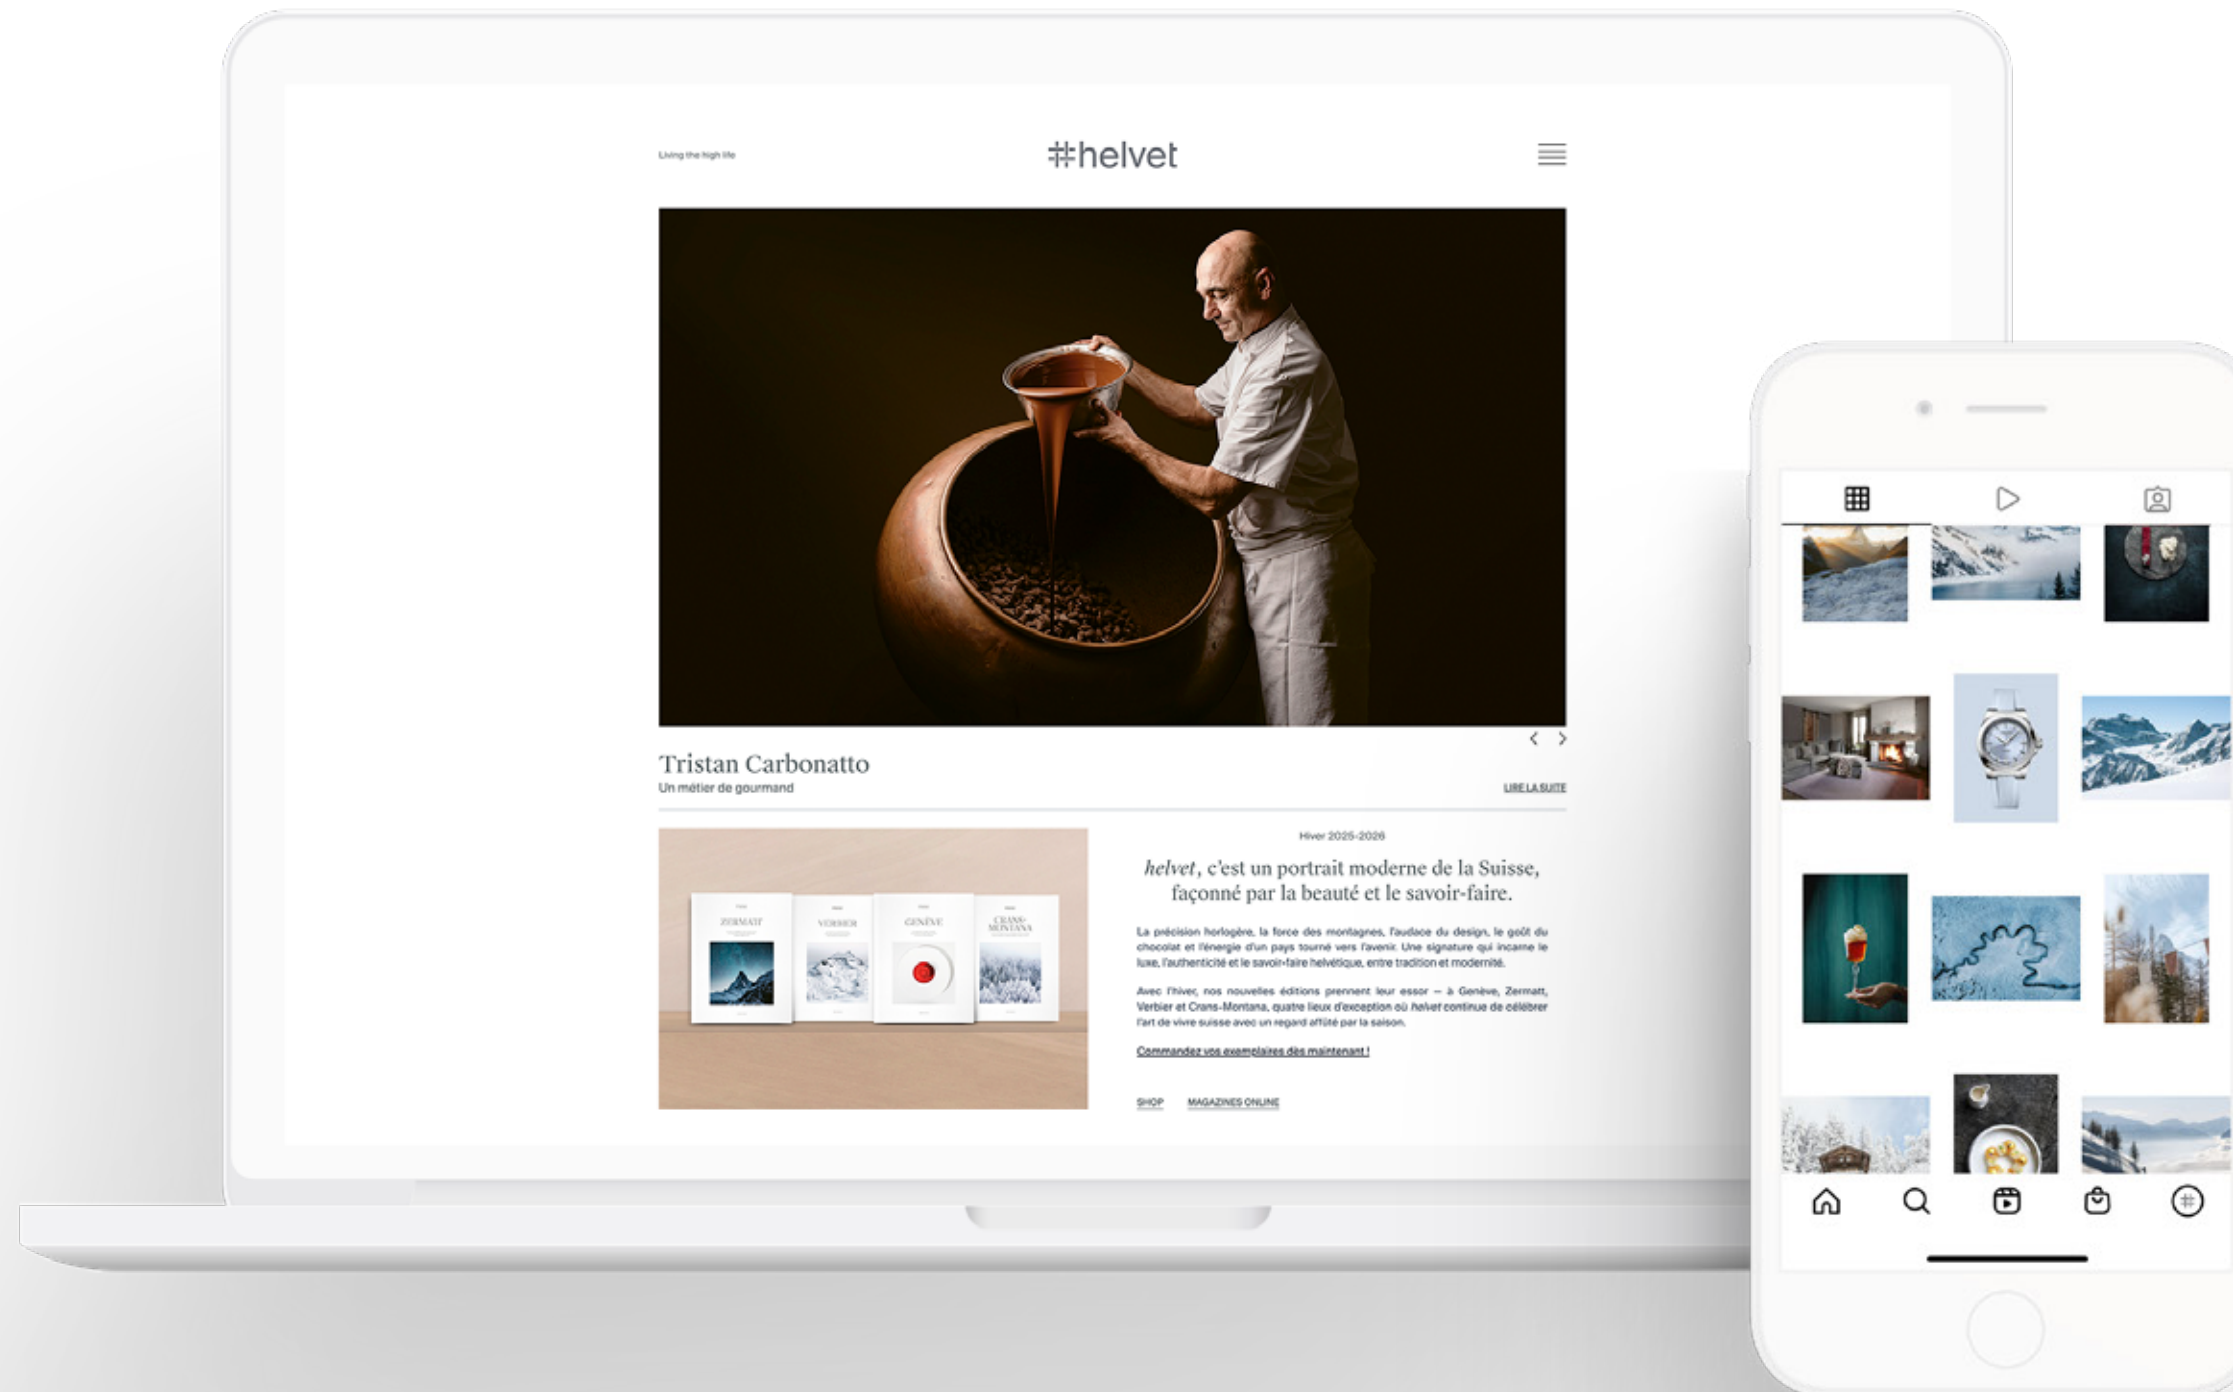 Living the high life
#helvet
Tristan Carbonatto
Un métier de gourmand
LIRE LA SUITE
Hiver 2025-2026
helvet, c'est un portrait moderne de la Suisse,
façonné par la beauté et le savoir-faire.
La précision horlogère, la force des montagnes, l'audace du design, le goût du
chocolat et l'énergie d'un pays tourné vers l'avenir. Une signature qui incarne le
luxe, l'authenticité et le savoir-faire helvétique, entre tradition et modernité.
Avec l'hiver, nos nouvelles éditions prennent leur essor – à Genève, Zermatt,
Verbier et Crans-Montana, quatre lieux d'exception où helvet continue de célébrer
l'art de vivre suisse avec un regard affûté par la saison.
Commandez vos exemplaires dès maintenant !
SHOP MAGAZINES ONLINE
ZERMATT
VERBIER
GENÈVE
CRANS-
MONTANA